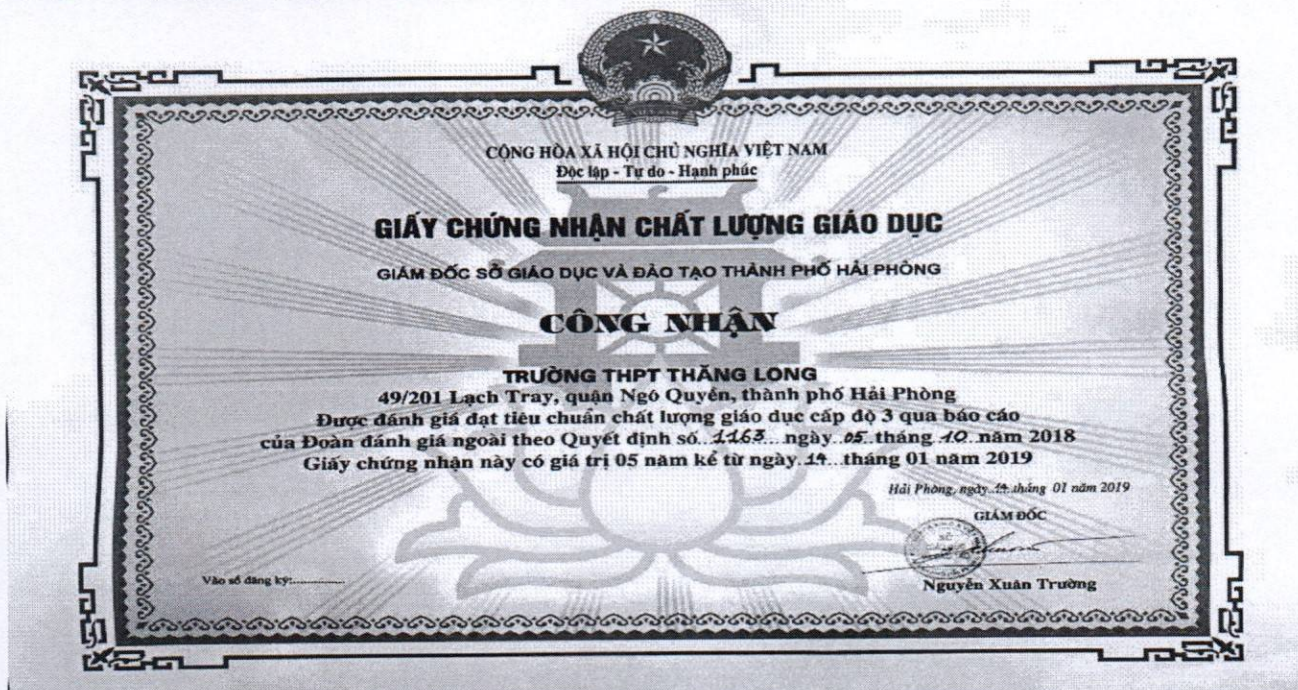 CỘNG HÒA XÃ HỘI CHỦ NGHĨA VIỆT NAM
Độc lập - Tự do - Hạnh phúc
GIẤY CHỨNG NHẬN CHẤT LƯỢNG GIÁO DỤC
GIÁM ĐỐC SỞ GIÁO DỤC VÀ ĐÀO TẠO THÀNH PHỐ HẢI PHÒNG
CÔNG NHẬN
TRƯỜNG THPT THĂNG LONG
49/201 Lạch Tray, quận Ngô Quyền, thành phố Hải Phòng
Được đánh giá đạt tiêu chuẩn chất lượng giáo dục cấp độ 3 qua báo cáo
của Đoàn đánh giá ngoài theo Quyết định số..1163...ngày..05..tháng..10..năm 2018
Giấy chứng nhận này có giá trị 05 năm kể từ ngày.14...tháng 01 năm 2019
Hải Phòng, ngày..14..tháng 01 năm 2019
GIÁM ĐỐC
Vào sổ đăng ký:..............
Nguyễn Xuân Trường